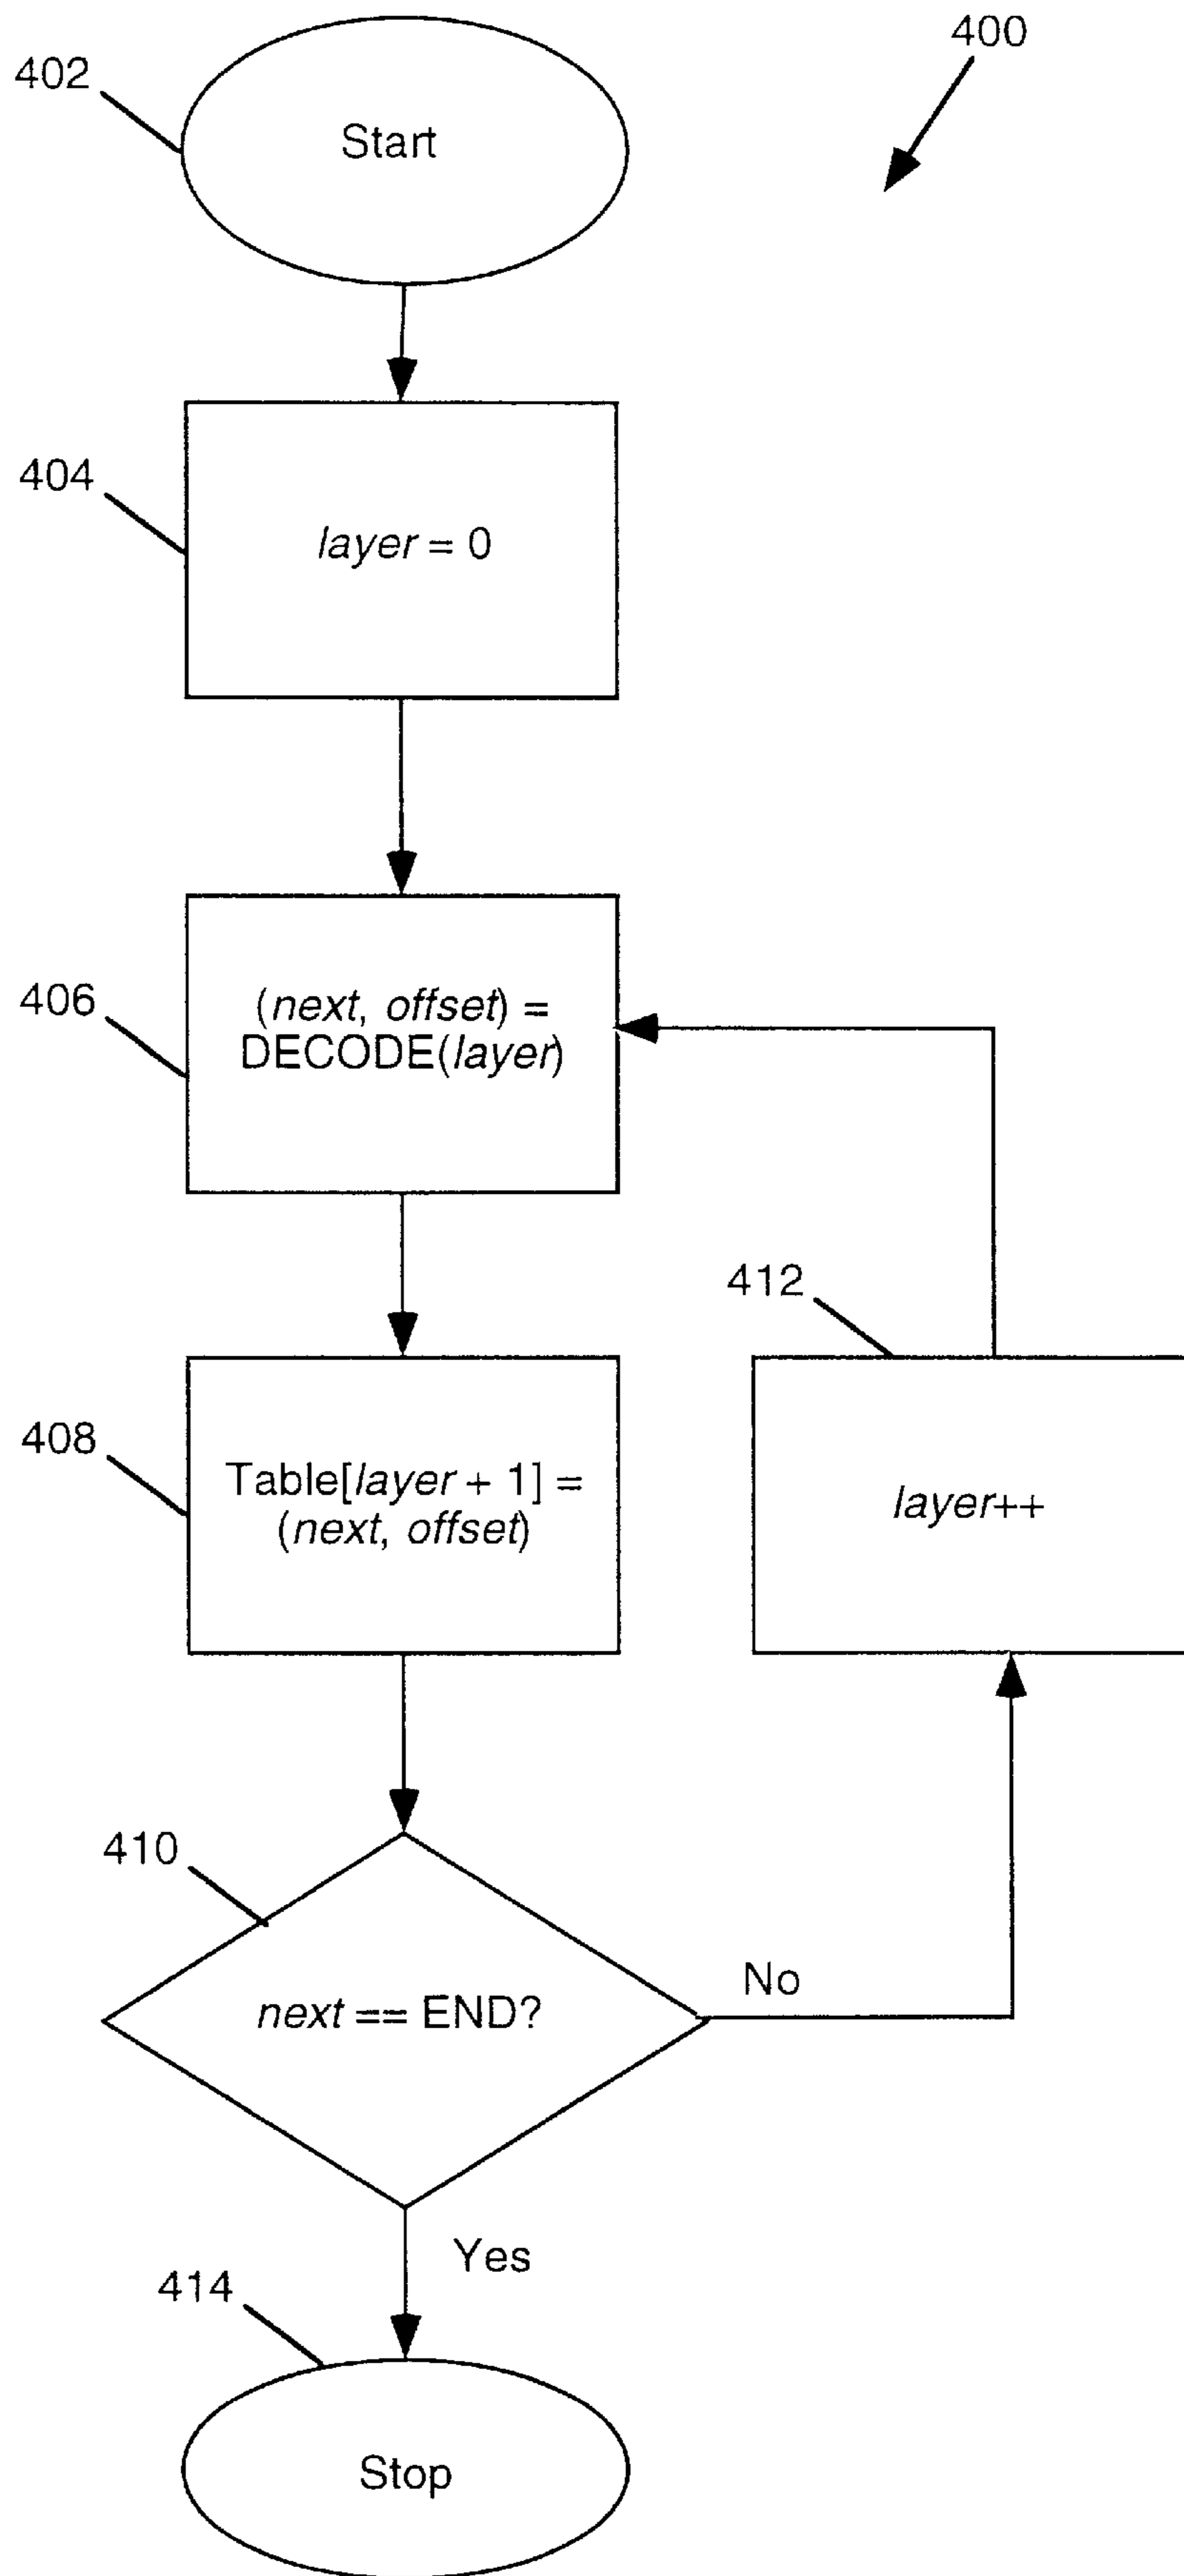 400
402
Start
404
layer = 0
406
(next, offset) =
DECODE(layer)
412
408
Table[layer + 1] =
(next, offset)
layer++
410
No
next == END?
Yes
414
Stop